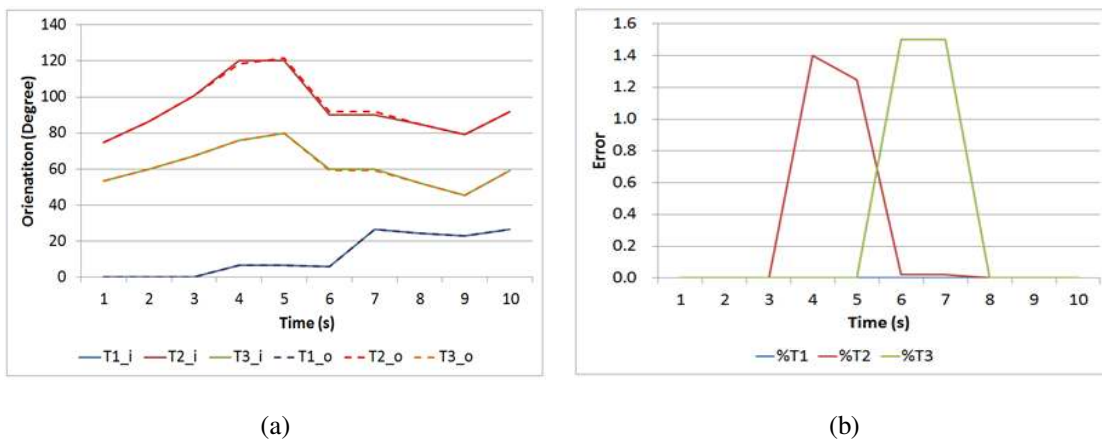 140
120
100
80
60
40
20
0
Orienatiton (Degree)
1 2 3 4 5 6 7 8 9 10
Time (s)
T1_i T2_i T3_i T1_o T2_o T3_o
(a)
1.6
1.4
1.2
1.0
0.8
0.6
0.4
0.2
0.0
Error
1 2 3 4 5 6 7 8 9 10
Time (s)
%T1 %T2 %T3
(b)